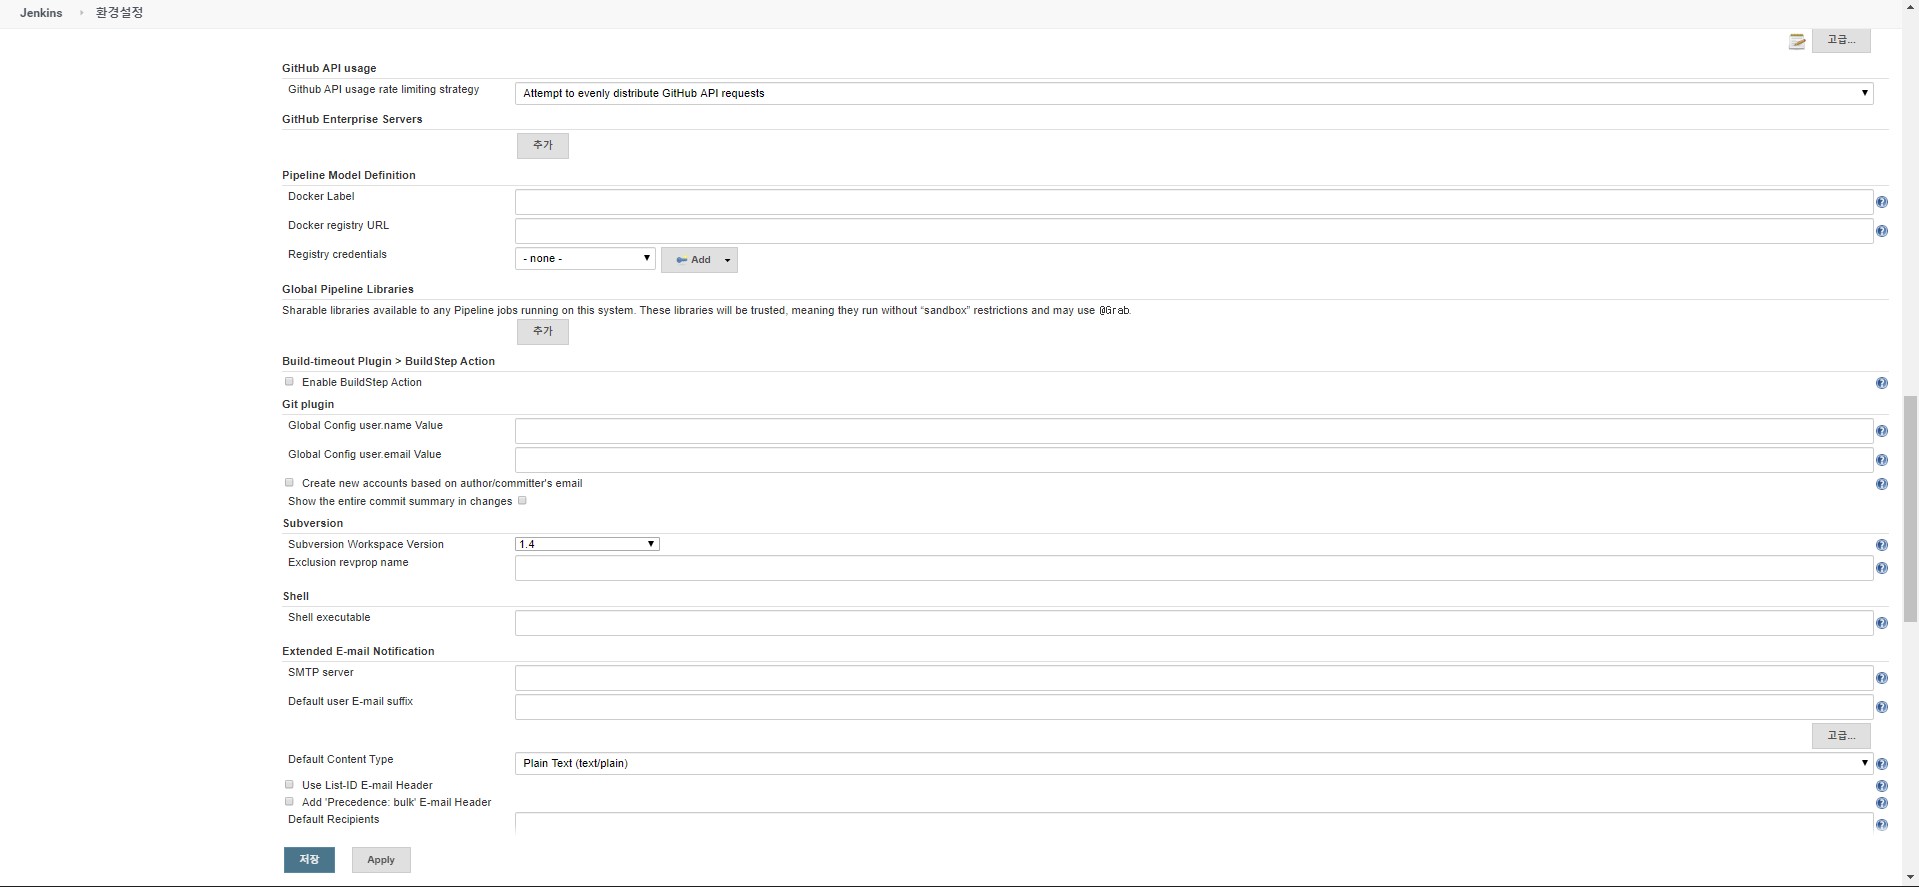 Jenkins 환경설정
고급...
GitHub API usage
Github API usage rate limiting strategy Attempt to evenly distribute GitHub API requests
GitHub Enterprise Servers
추가
Pipeline Model Definition
Docker Label
Docker registry URL
Registry credentials - none - Add
Global Pipeline Libraries
Sharable libraries available to any Pipeline jobs running on this system. These libraries will be trusted, meaning they run without “sandbox” restrictions and may use @Grab.
추가
Build-timeout Plugin > BuildStep Action
Enable BuildStep Action
Git plugin
Global Config user.name Value
Global Config user.email Value
Create new accounts based on author/committer's email
Show the entire commit summary in changes
Subversion
Subversion Workspace Version 1.4
Exclusion revprop name
Shell
Shell executable
Extended E-mail Notification
SMTP server
Default user E-mail suffix
고급...
Default Content Type Plain Text (text/plain)
Use List-ID E-mail Header
Add 'Precedence: bulk' E-mail Header
Default Recipients
저장 Apply